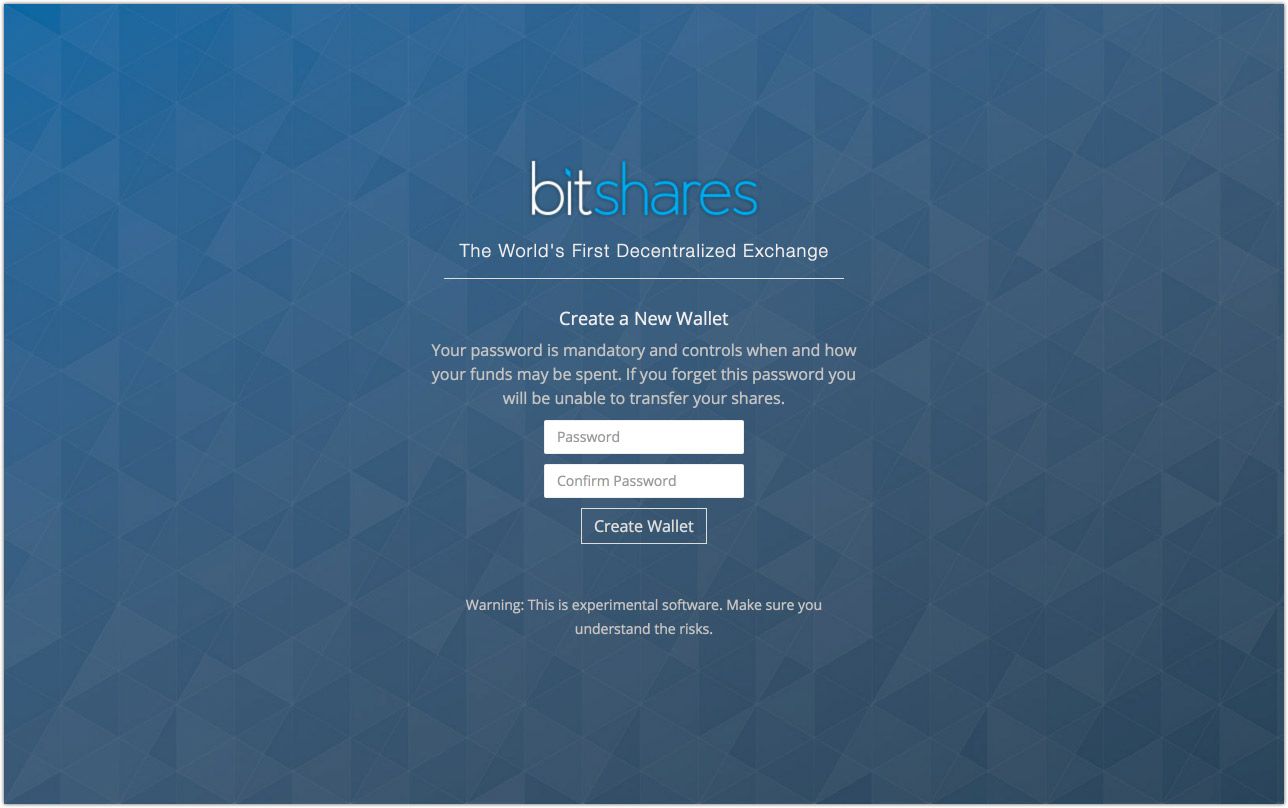 bitshares
The World's First Decentralized Exchange
Create a New Wallet
Your password is mandatory and controls when and how
your funds may be spent. If you forget this password you
will be unable to transfer your shares.
Password
Confirm Password
Create Wallet
Warning: This is experimental software. Make sure you
understand the risks.